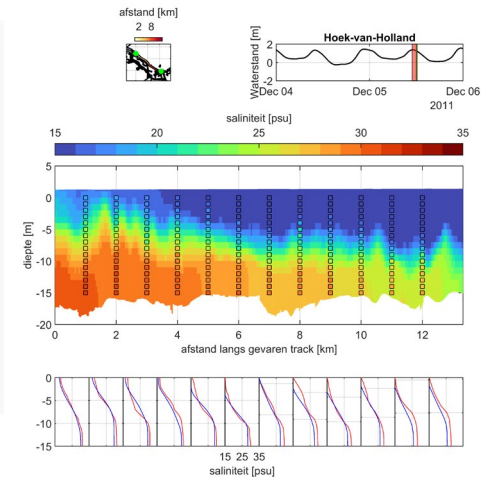 afstand [km]
2 8
Hoek-van-Holland
Waterstand [m]
2
0
-2
Dec 04 Dec 05 Dec 06
2011
saliniteit [psu]
15 20 25 30 35
diepte [m]
5
0
-5
-10
-15
-20
0 2 4 6 8 10 12
afstand langs gevaren track [km]
0
-5
-10
-15
15 25 35
saliniteit [psu]